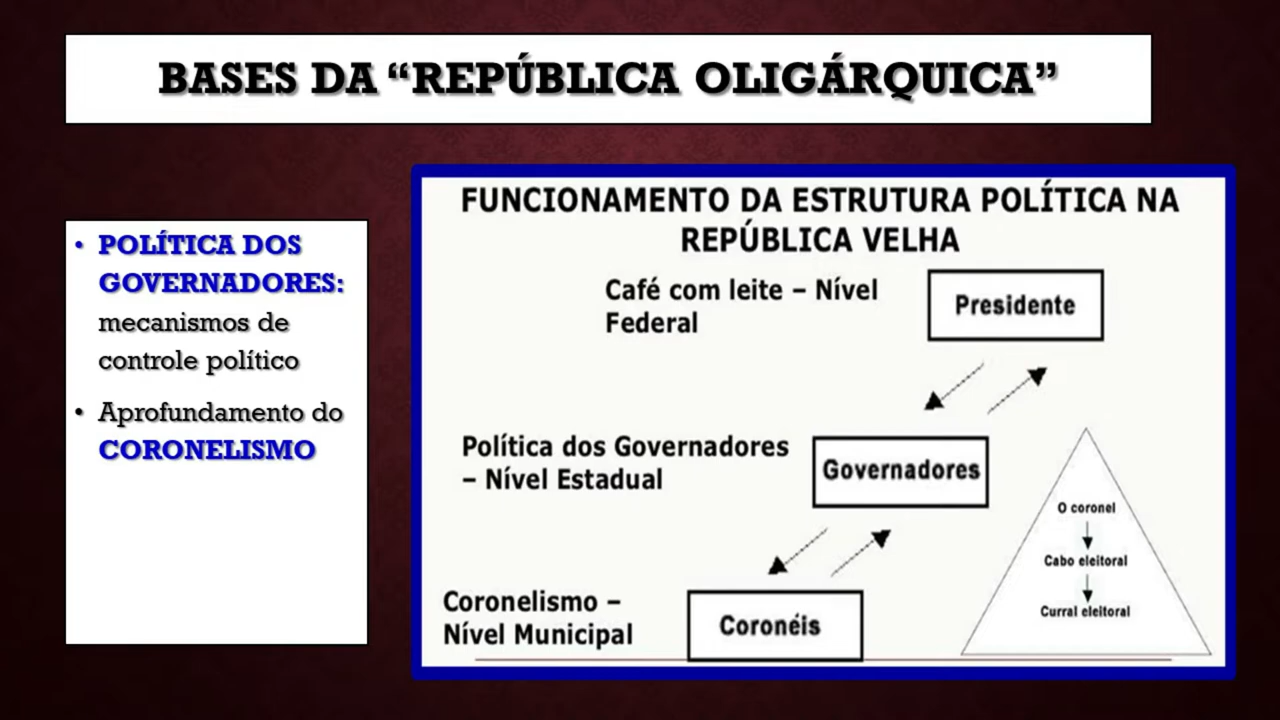 BASES DA “REPÚBLICA OLIGÁRQUICA”
• POLÍTICA DOS
GOVERNADORES:
mecanismos de
controle político
• Aprofundamento do
CORONELISMO
FUNCIONAMENTO DA ESTRUTURA POLÍTICA NA
REPÚBLICA VELHA
Café com leite – Nível
Federal
Presidente
Política dos Governadores
– Nível Estadual
Governadores
O coronel
Cabo eleitoral
Curral eleitoral
Coronelismo –
Nível Municipal
Coronéis